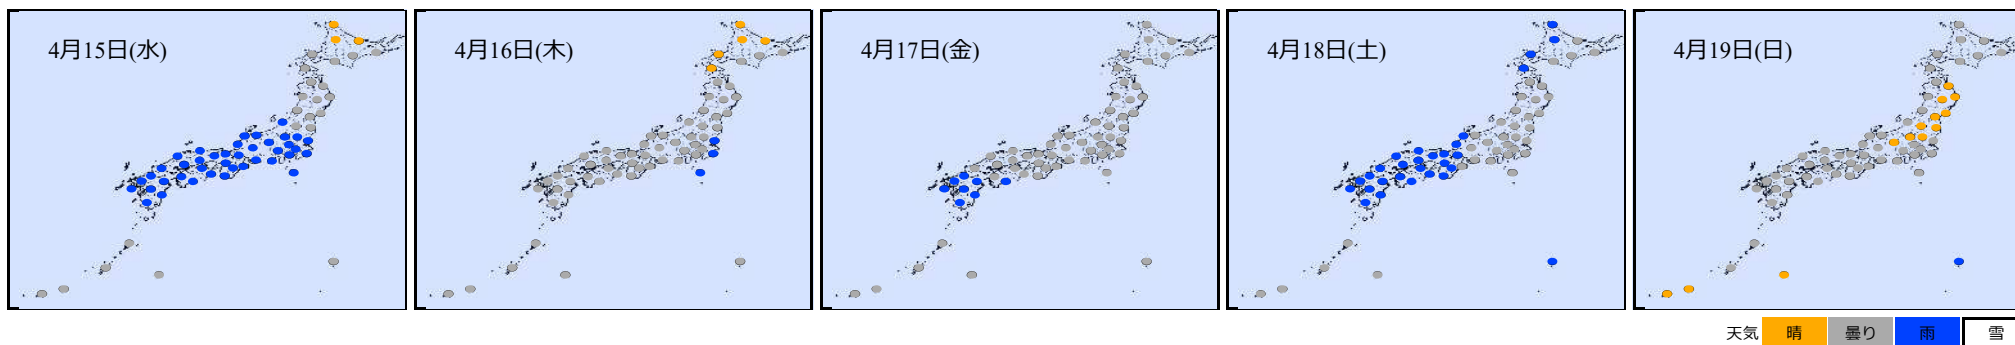 4月15日(水)
4月16日(木)
4月17日(金)
4月18日(土)
4月19日(日)
天気 晴 曇り 雨 雪